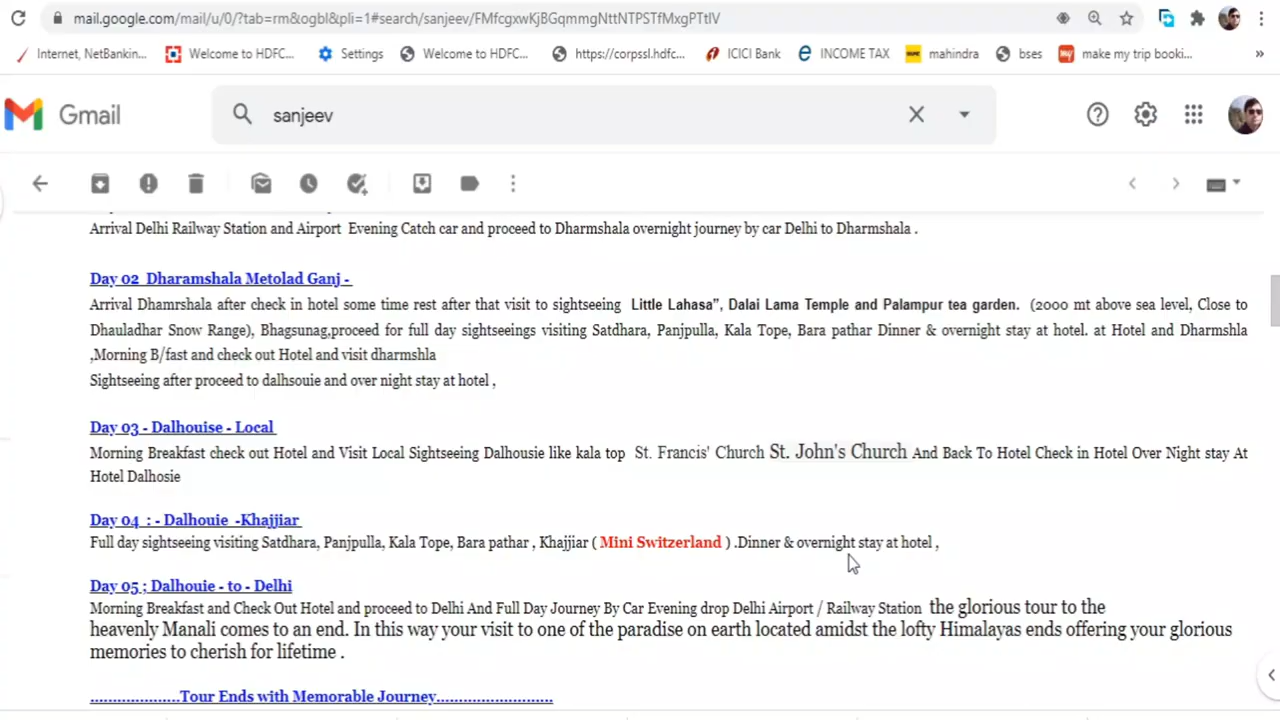 mail.google.com/mail/u/0/?tab=rm&ogbl&pli=1#search/sanjeev/FMfcgxwKjBGqmmgNttNTPSTfMxgPTtlV
Internet, NetBankin... Welcome to HDFC... Settings Welcome to HDFC... https://corpssl.hdfc... ICICI Bank INCOME TAX mahindra bses make my trip booki... »
Gmail sanjeev
Arrival Delhi Railway Station and Airport Evening Catch car and proceed to Dharmshala overnight journey by car Delhi to Dharmshala .
Day 02 Dharamshala Metolad Ganj -
Arrival Dhamrshala after check in hotel some time rest after that visit to sightseeing Little Lahasa”, Dalai Lama Temple and Palampur tea garden. (2000 mt above sea level, Close to
Dhauladhar Snow Range), Bhagsunag,proceed for full day sightseeings visiting Satdhara, Panjpulla, Kala Tope, Bara pathar Dinner & overnight stay at hotel. at Hotel and Dharmshla
,Morning B/fast and check out Hotel and visit dharmshla
Sightseeing after proceed to dalhsouie and over night stay at hotel ,
Day 03 - Dalhouise - Local
Morning Breakfast check out Hotel and Visit Local Sightseeing Dalhousie like kala top St. Francis' Church St. John's Church And Back To Hotel Check in Hotel Over Night stay At
Hotel Dalhosie
Day 04 : - Dalhouie -Khajjiar
Full day sightseeing visiting Satdhara, Panjpulla, Kala Tope, Bara pathar , Khajjiar ( Mini Switzerland ) .Dinner & overnight stay at hotel ,
Day 05 ; Dalhouie - to - Delhi
Morning Breakfast and Check Out Hotel and proceed to Delhi And Full Day Journey By Car Evening drop Delhi Airport / Railway Station the glorious tour to the
heavenly Manali comes to an end. In this way your visit to one of the paradise on earth located amidst the lofty Himalayas ends offering your glorious
memories to cherish for lifetime .
....................Tour Ends with Memorable Journey..........................